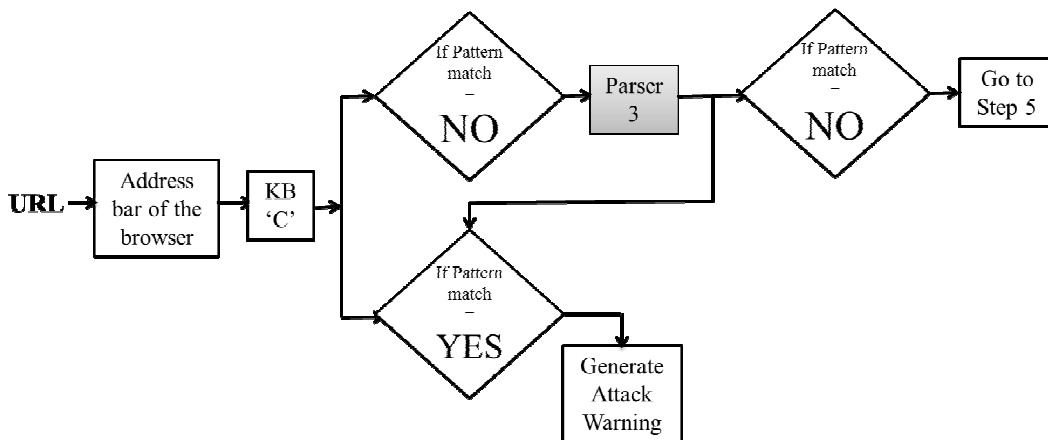 If Pattern
match
–
NO
Parser
3
If Pattern
match
–
NO
Go to
Step 5
URL
Address
bar of the
browser
KB
‘C’
If Pattern
match
–
YES
Generate
Attack
Warning